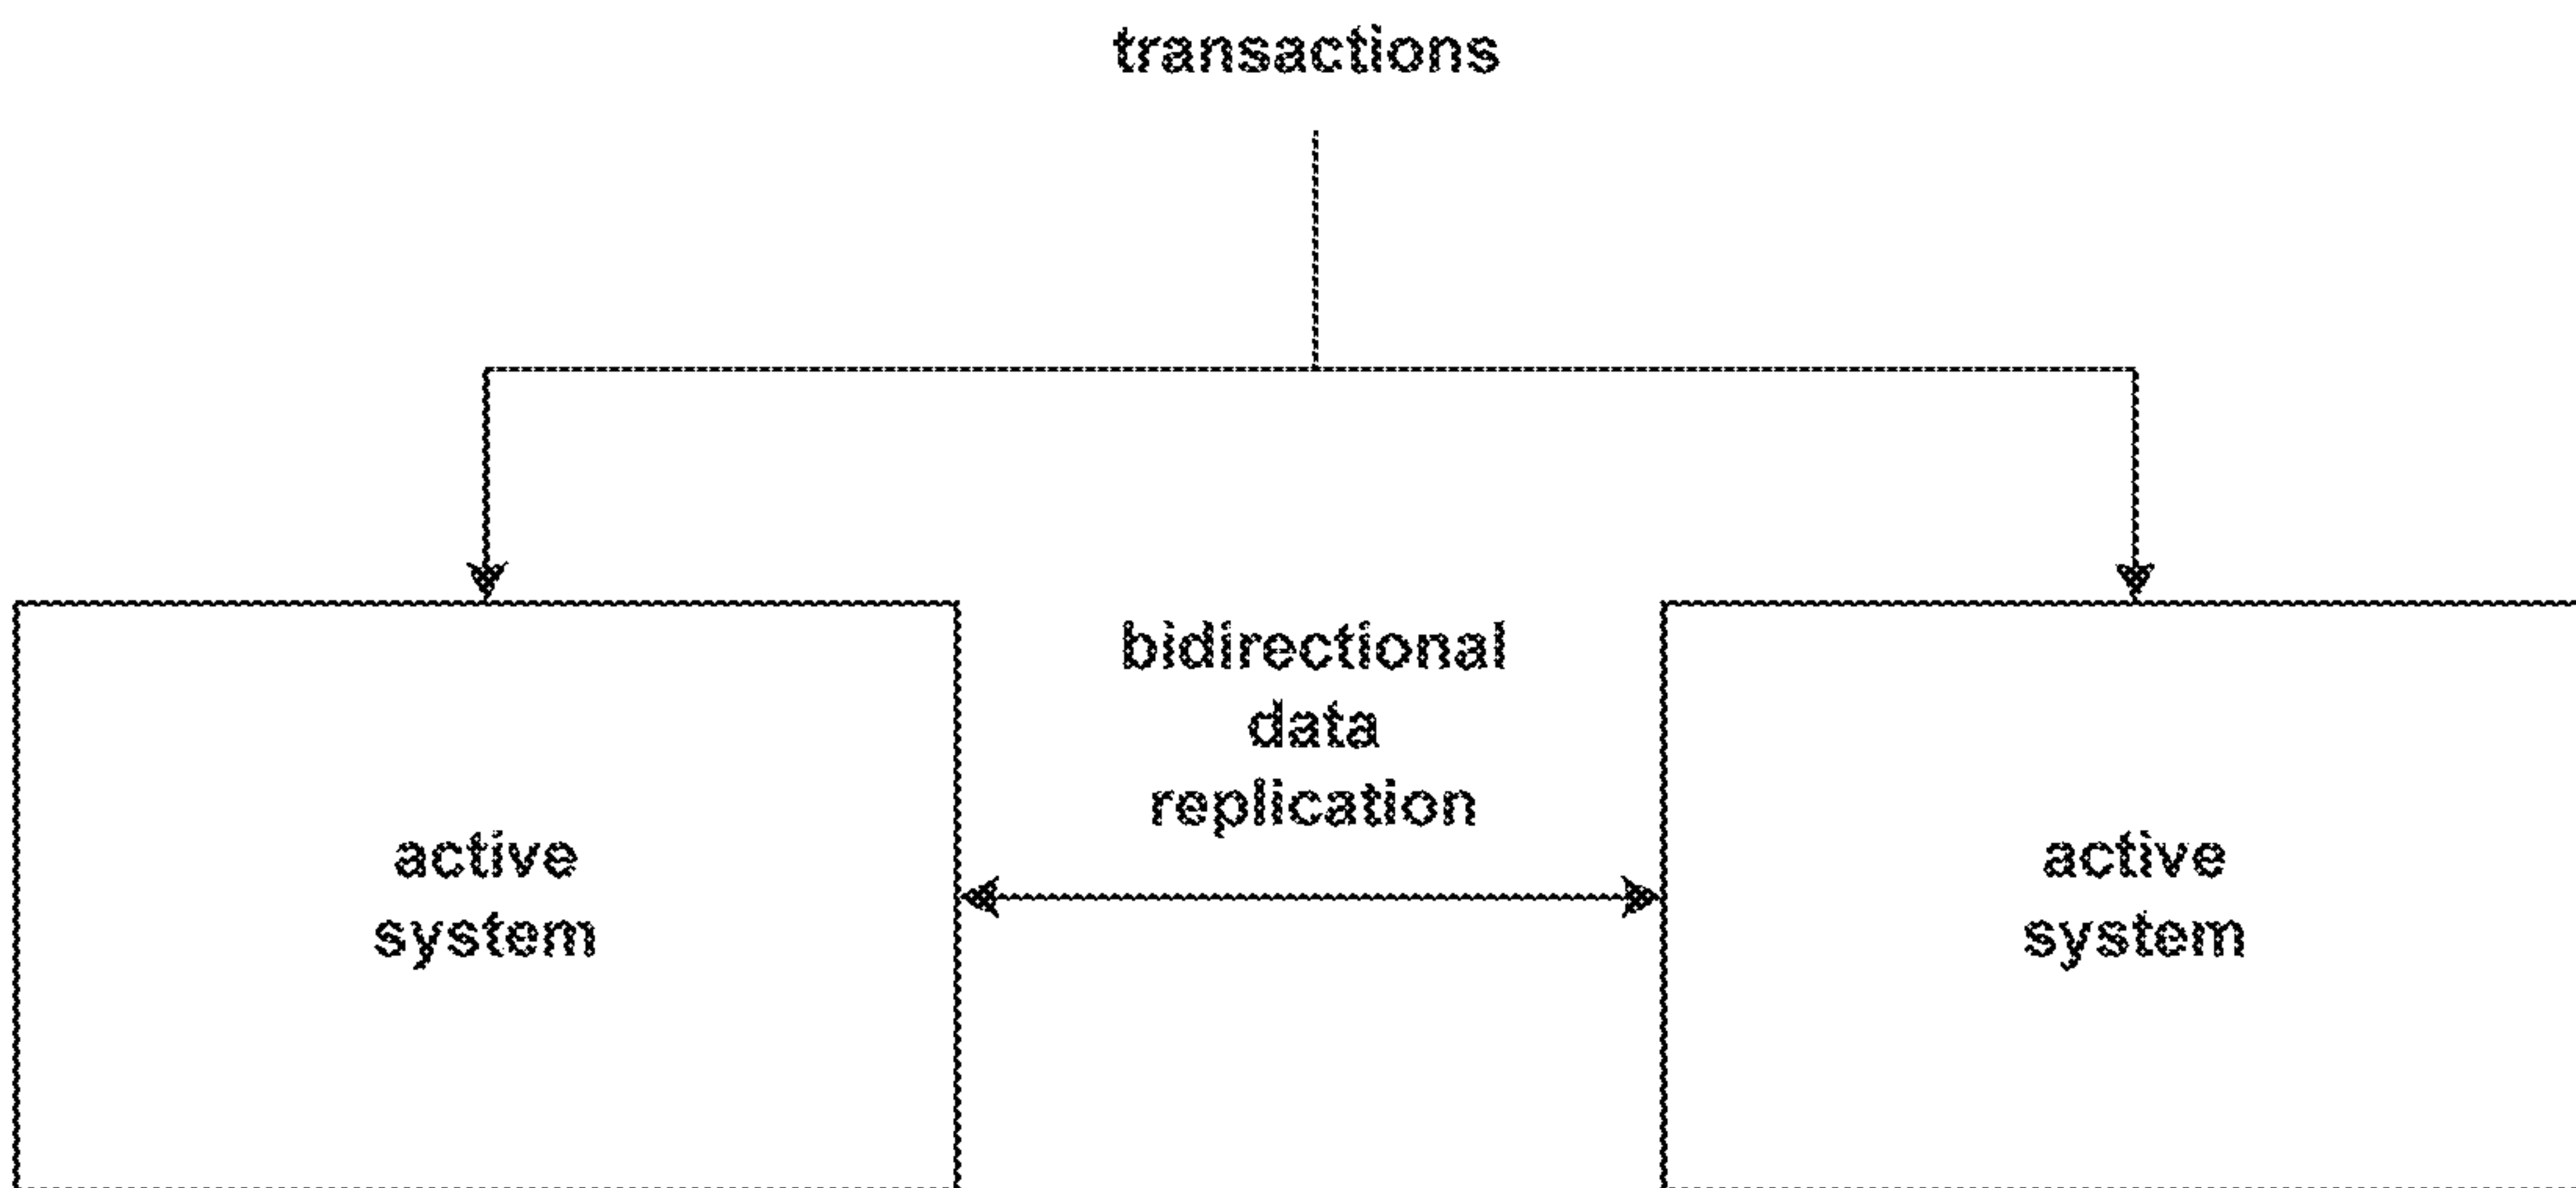 transactions
bidirectional
data
replication
active
system
active
system